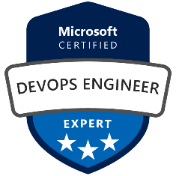 Microsoft
CERTIFIED
DEVOPS ENGINEER
EXPERT